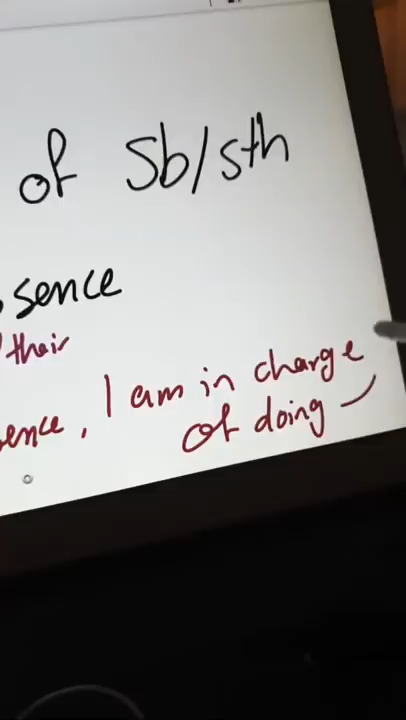 of sb/sth
sence
/their
ence, I am in charge
of doing —